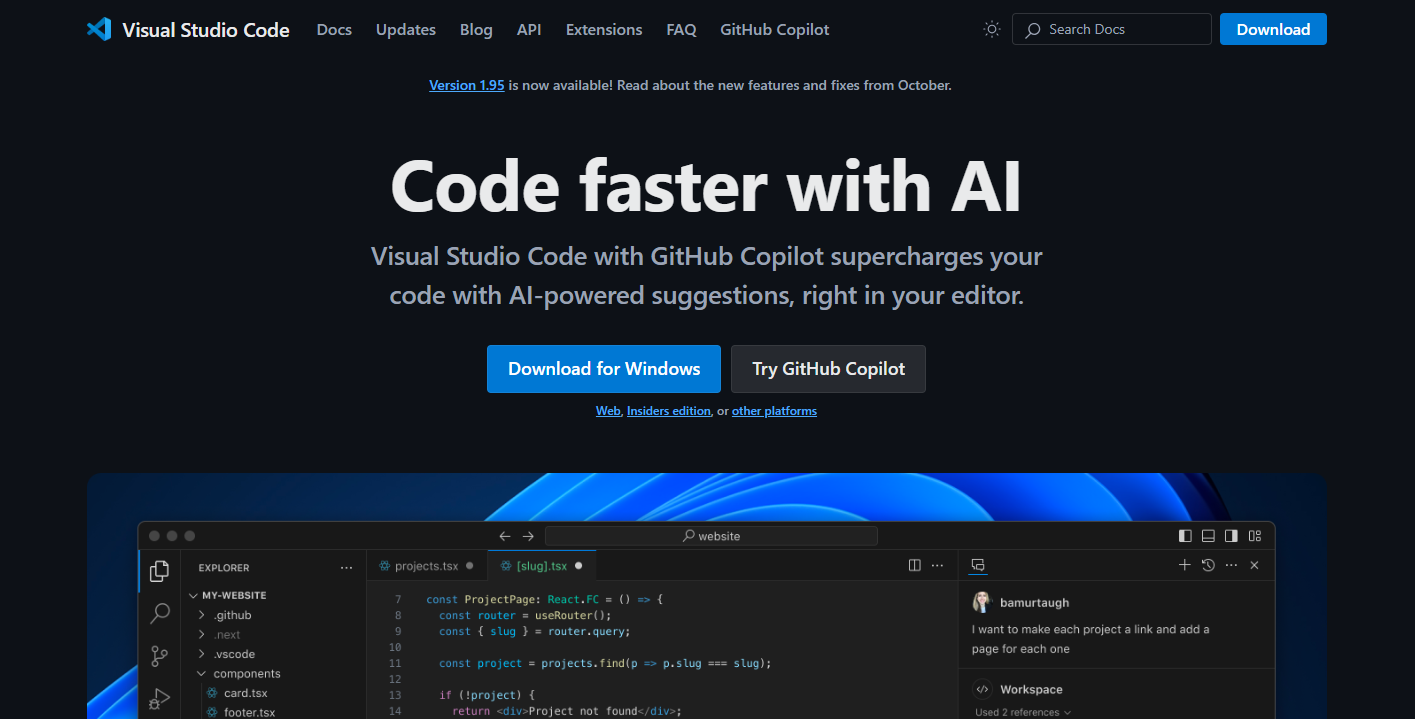 Visual Studio Code Docs Updates Blog API Extensions FAQ GitHub Copilot Search Docs Download
Version 1.95 is now available! Read about the new features and fixes from October.
Code faster with AI
Visual Studio Code with GitHub Copilot supercharges your
code with AI-powered suggestions, right in your editor.
Download for Windows Try GitHub Copilot
Web, Insiders edition, or other platforms
website
EXPLORER
MY-WEBSITE
.github
.next
.vscode
components
card.tsx
footer.tsx
projects.tsx [slug].tsx
7 const ProjectPage: React.FC = () => {
8 const router = useRouter();
9 const { slug } = router.query;
10
11 const project = projects.find(p => p.slug === slug);
12
13 if (!project) {
14 return <div>Project not found</div>;
bamurtaugh
I want to make each project a link and add a
page for each one
Workspace
Used 2 references